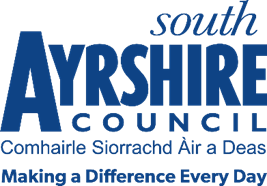 south
AYRSHIRE
COUNCIL
Comhairle Siorrachd Àir a Deas
Making a Difference Every Day